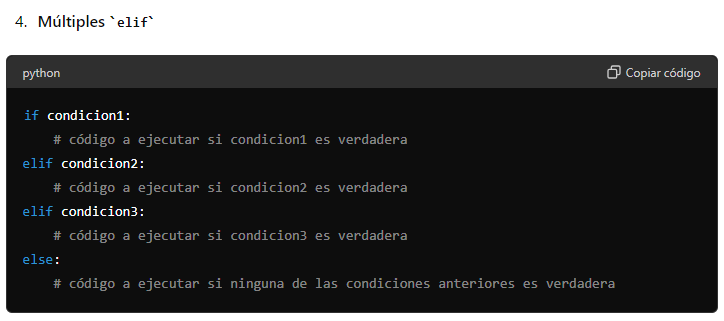 4. Múltiples `elif`
python
Copiar código
if condicion1:
    # código a ejecutar si condicion1 es verdadera
elif condicion2:
    # código a ejecutar si condicion2 es verdadera
elif condicion3:
    # código a ejecutar si condicion3 es verdadera
else:
    # código a ejecutar si ninguna de las condiciones anteriores es verdadera